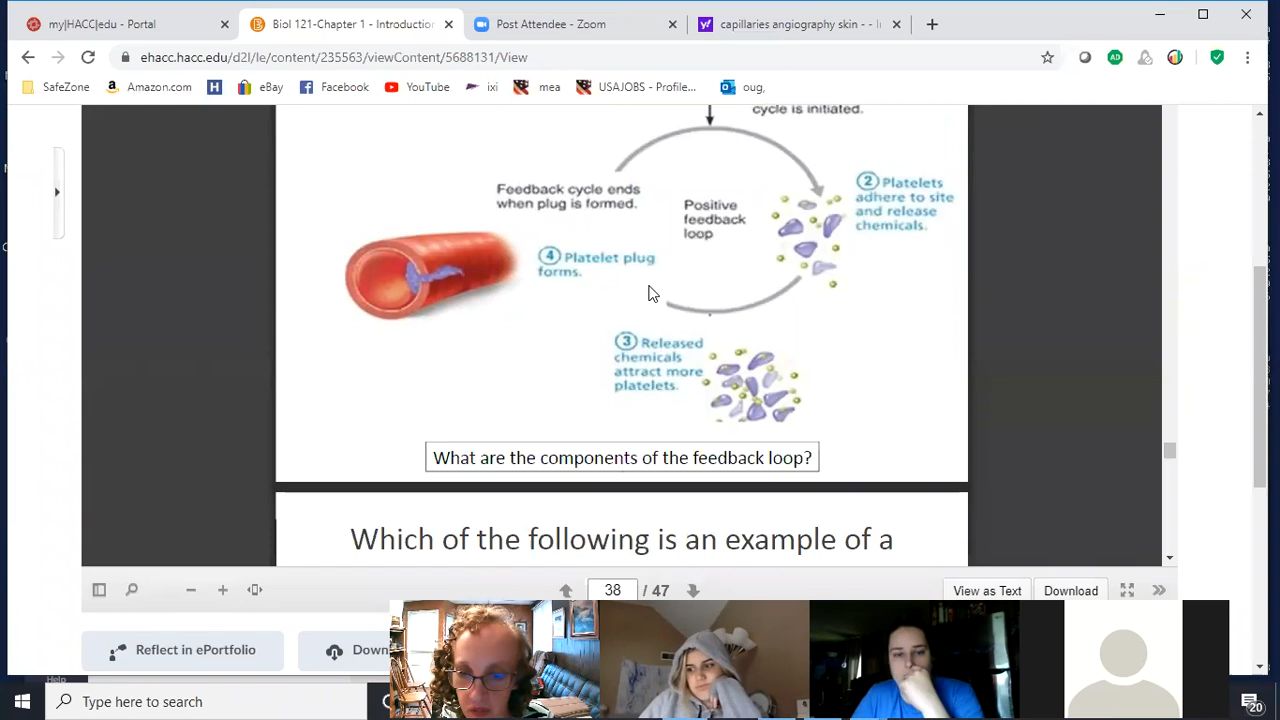 myJHACC|edu - Portal
Biol 121-Chapter 1 - Introduction
Post Attendee - Zoom
capillaries angiography skin - - I
ehacc.hacc.edu/d2l/le/content/235563/viewContent/5688131/View
SafeZone
Amazon.com
eBay
Facebook
YouTube
ixi
mea
USAJOBS - Profile...
oug,
cycle is initiated.
Feedback cycle ends
when plug is formed.
Positive
feedback
loop
2 Platelets
adhere to site
and release
chemicals.
4 Platelet plug
forms.
3 Released
chemicals
attract more
platelets.
What are the components of the feedback loop?
Which of the following is an example of a
38 / 47
View as Text
Download
Reflect in ePortfolio
Down
Help
Type here to search
20